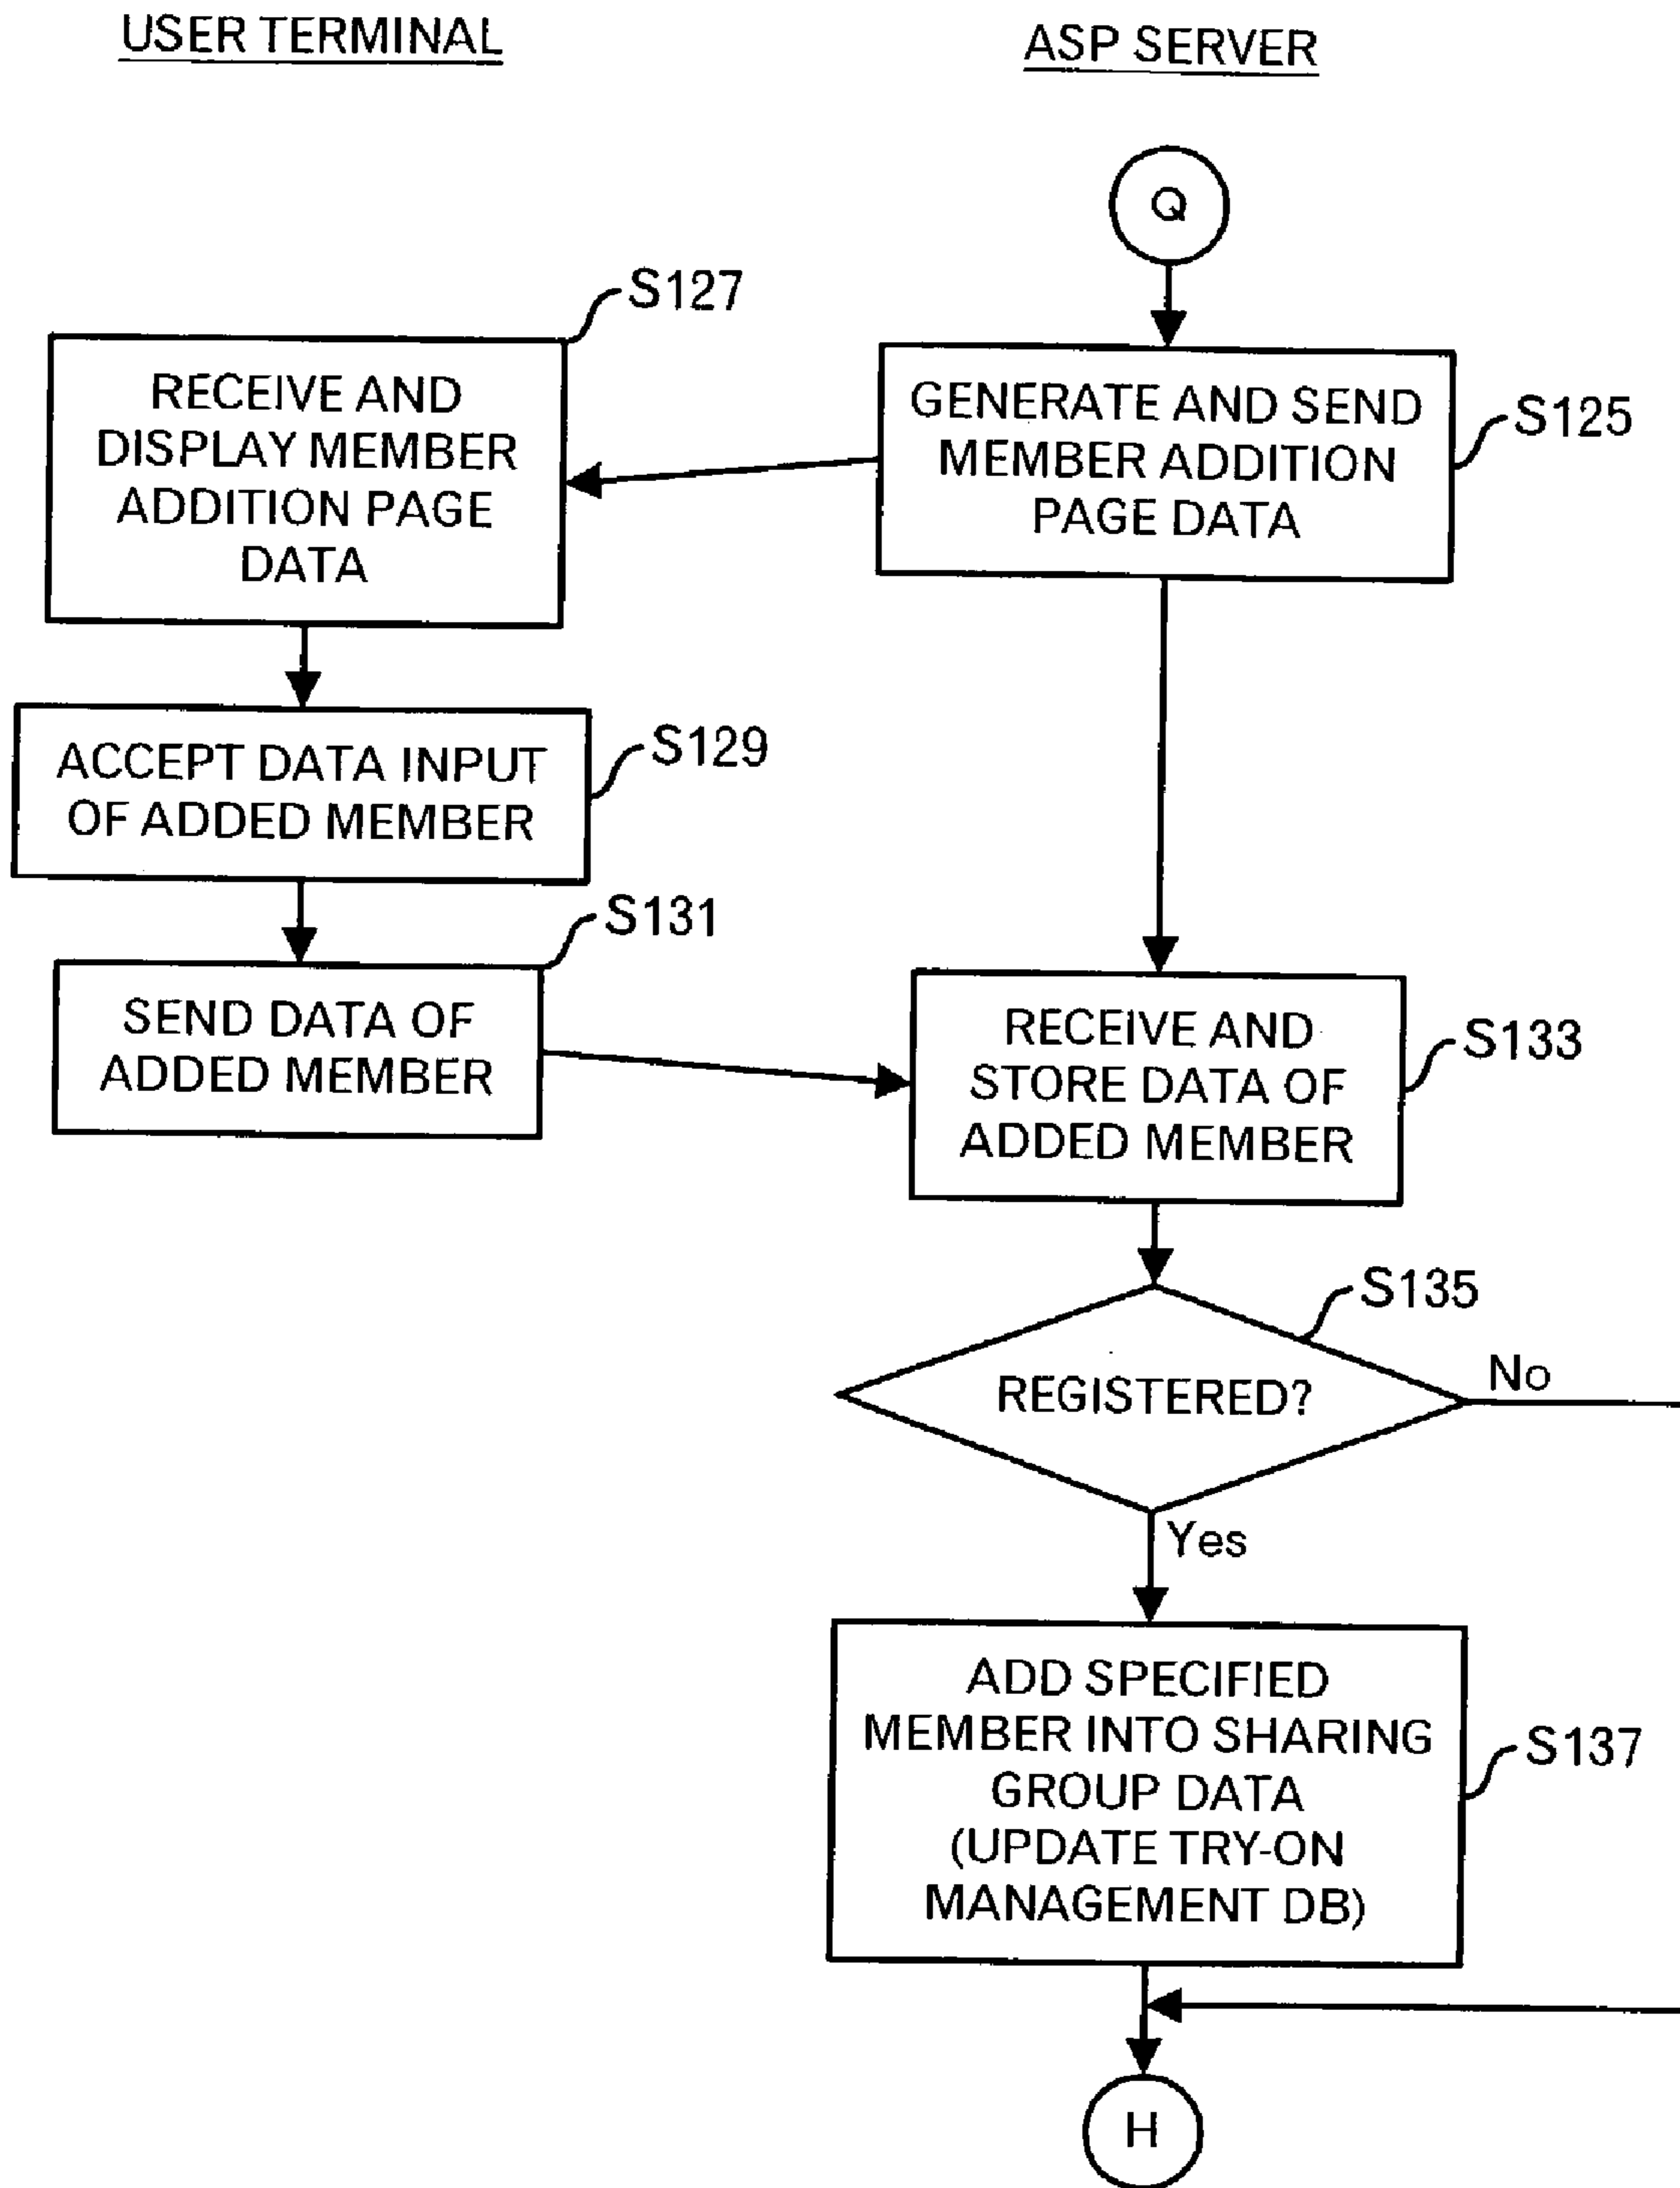 USER TERMINAL
ASP SERVER
Q
S127
RECEIVE AND
DISPLAY MEMBER
ADDITION PAGE
DATA
GENERATE AND SEND
MEMBER ADDITION
PAGE DATA
S125
ACCEPT DATA INPUT
OF ADDED MEMBER
S129
S131
SEND DATA OF
ADDED MEMBER
RECEIVE AND
STORE DATA OF
ADDED MEMBER
S133
S135
REGISTERED?
No
Yes
ADD SPECIFIED
MEMBER INTO SHARING
GROUP DATA
(UPDATE TRY-ON
MANAGEMENT DB)
S137
H